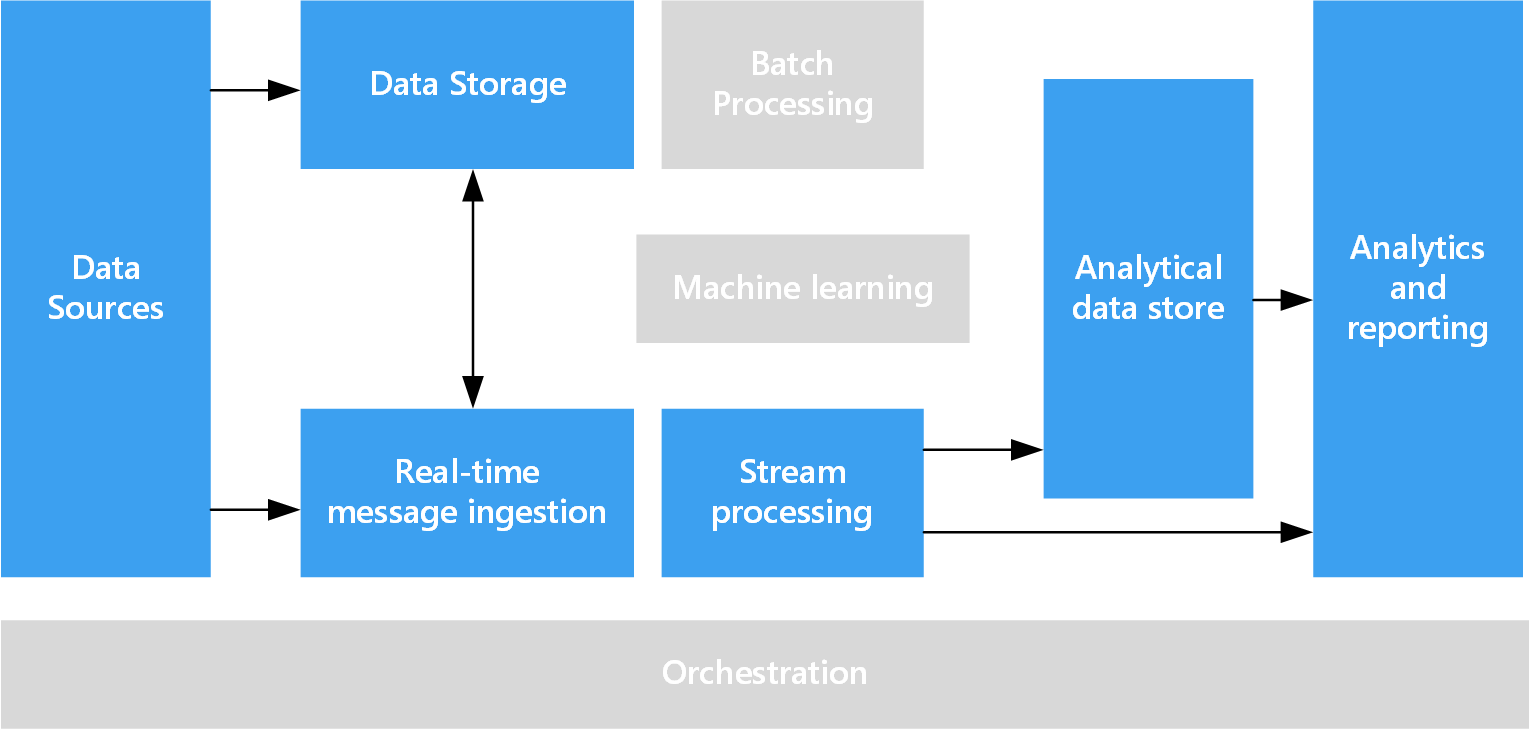 Data
Sources
Data Storage
Batch
Processing
Machine learning
Real-time
message ingestion
Stream
processing
Analytical
data store
Analytics
and
reporting
Orchestration